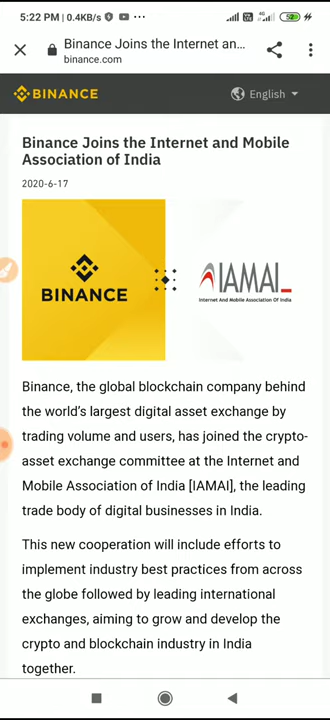 5:22 PM | 0.4KB/s
Binance Joins the Internet an...
binance.com
BINANCE
English
Binance Joins the Internet and Mobile
Association of India
2020-6-17
BINANCE
IAMAI
Internet And Mobile Association Of India
Binance, the global blockchain company behind
the world's largest digital asset exchange by
trading volume and users, has joined the crypto-
asset exchange committee at the Internet and
Mobile Association of India [IAMAI], the leading
trade body of digital businesses in India.
This new cooperation will include efforts to
implement industry best practices from across
the globe followed by leading international
exchanges, aiming to grow and develop the
crypto and blockchain industry in India
together.